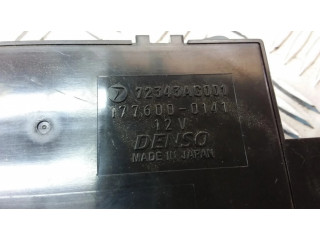 72343AG001
177600-0141
12V
DENSO
MADE IN JAPAN